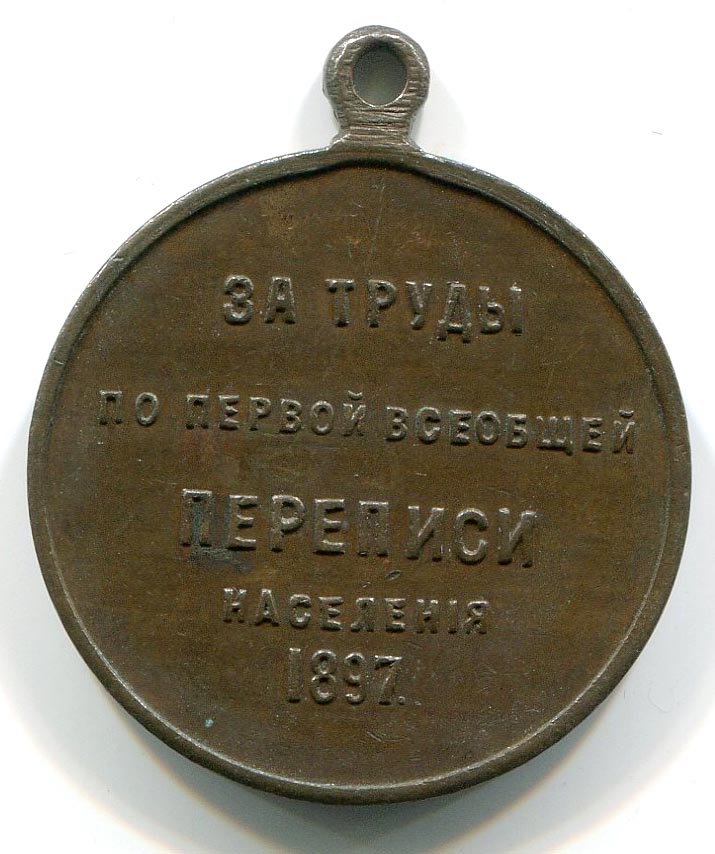 ЗА ТРУДЫ
ПО ПЕРВОЙ ВСЕОБЩЕЙ
ПЕРЕПИСИ
НАСЕЛЕНІЯ
1897.